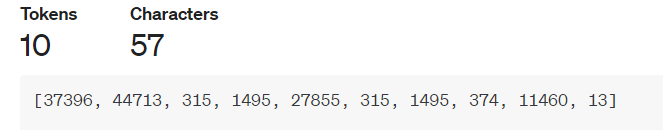 Tokens Characters
10 57
[37396, 44713, 315, 1495, 27855, 315, 1495, 374, 11460, 13]